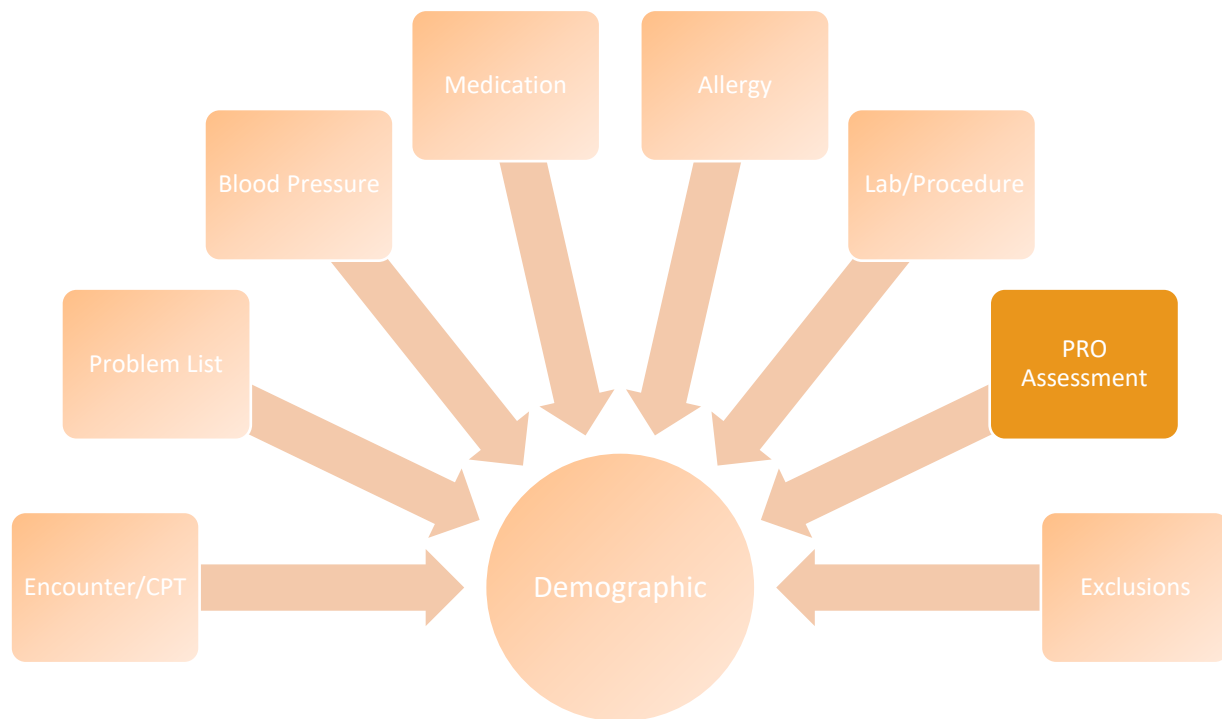 Medication
Allergy
Blood Pressure
Lab/Procedure
Problem List
PRO
Assessment
Encounter/CPT
Demographic
Exclusions